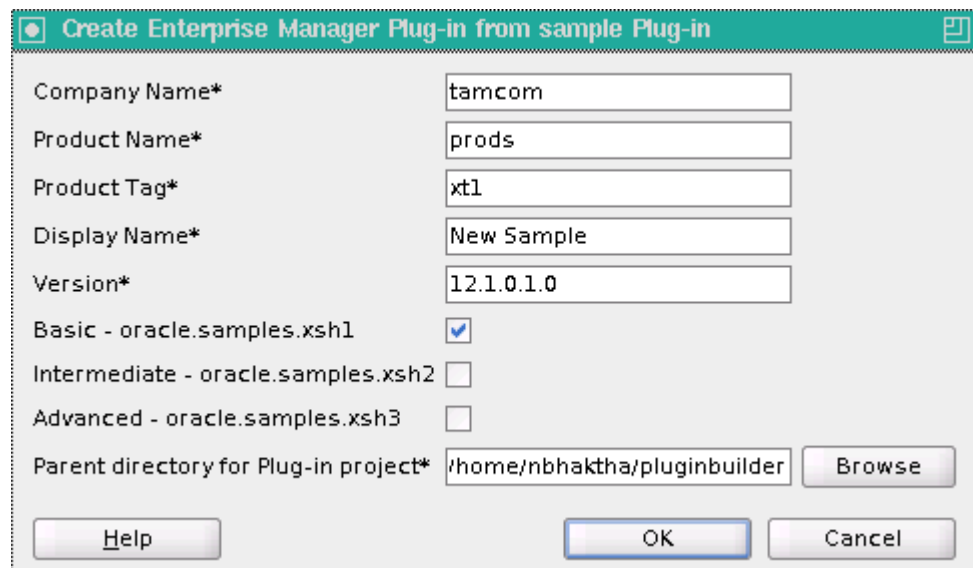 Create Enterprise Manager Plug-in from sample Plug-in
Company Name* tamcom
Product Name* prods
Product Tag* xt1
Display Name* New Sample
Version* 12.1.0.1.0
Basic - oracle.samples.xsh1
Intermediate - oracle.samples.xsh2
Advanced - oracle.samples.xsh3
Parent directory for Plug-in project* /home/nbhaktha/pluginbuilder Browse
Help OK Cancel